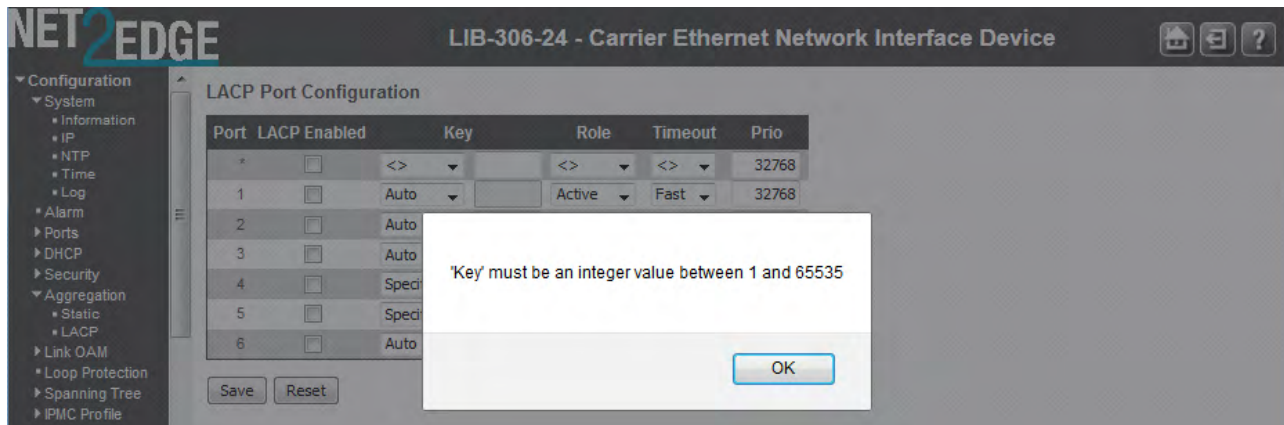 NET2EDGE
LIB-306-24 - Carrier Ethernet Network Interface Device
?
Configuration
System
Information
IP
NTP
Time
Log
Alarm
Ports
DHCP
Security
Aggregation
Static
LACP
Link OAM
Loop Protection
Spanning Tree
IPMC Profile
LACP Port Configuration
Port LACP Enabled Key Role Timeout Prio
* <> <> <> 32768
1 Auto Active Fast 32768
2 Auto
3 Auto
4 Speci
5 Speci
6 Auto
'Key' must be an integer value between 1 and 65535
OK
Save Reset